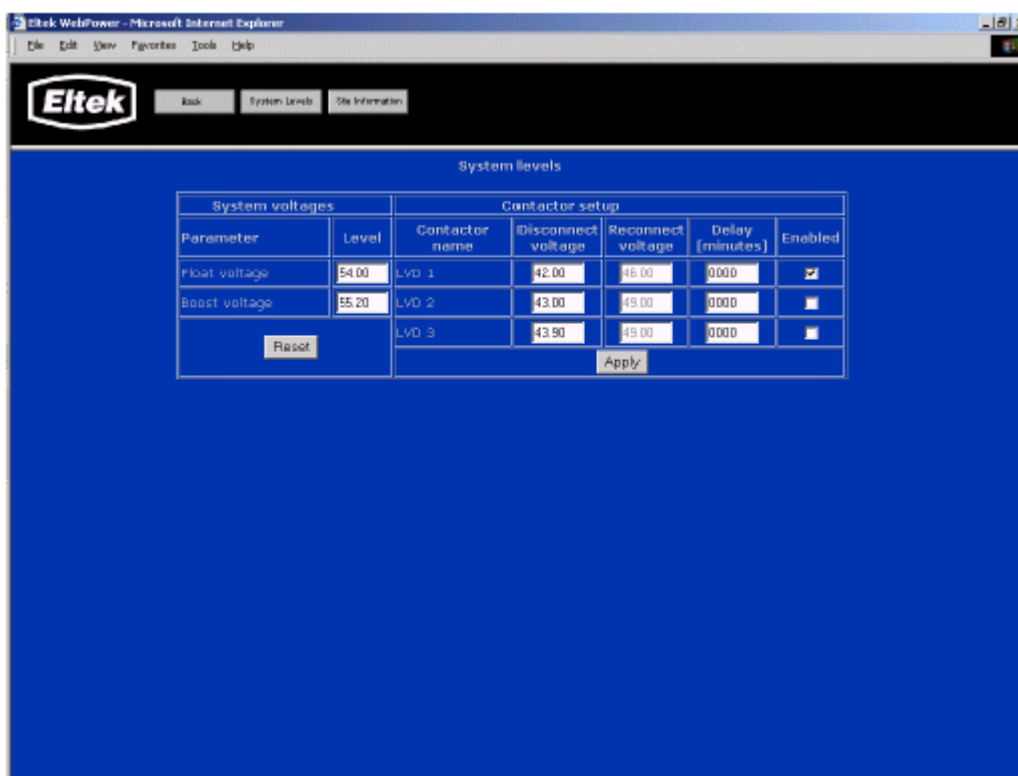 Eltek WebPower - Microsoft Internet Explorer
File Edit View Favorites Tools Help
Eltek Back System Levels Site Information
System levels
System voltages Contactor setup
Parameter Level Contactor name Disconnect voltage Reconnect voltage Delay [minutes] Enabled
Float voltage 54.00 LVD 1 42.00 46.00 0000
Boost voltage 55.20 LVD 2 43.00 49.00 0000
LVD 3 43.90 49.00 0000
Reset
Apply